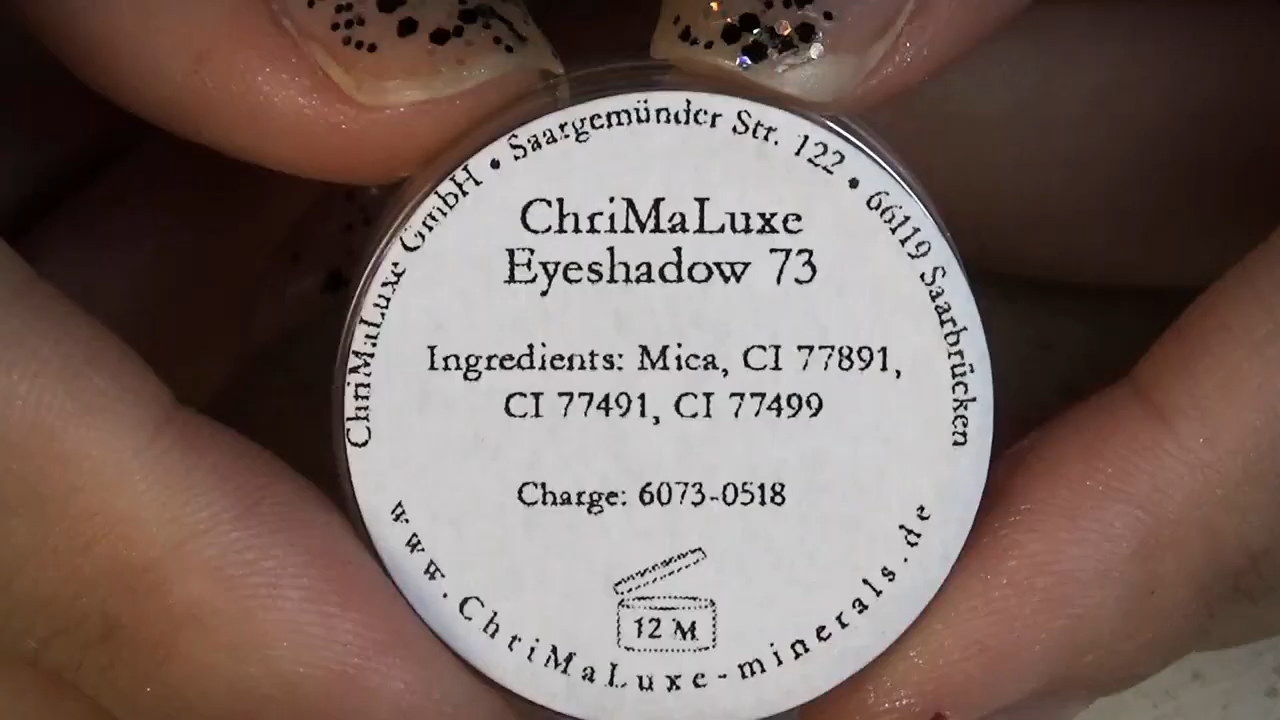 ChriMaLuxe GmbH • Saargemünder Str. 122 • 66119 Saarbrücken
ChriMaLuxe
Eyeshadow 73
Ingredients: Mica, CI 77891,
CI 77491, CI 77499
Charge: 6073-0518
12 M
www.ChriMaLuxe-minerals.de